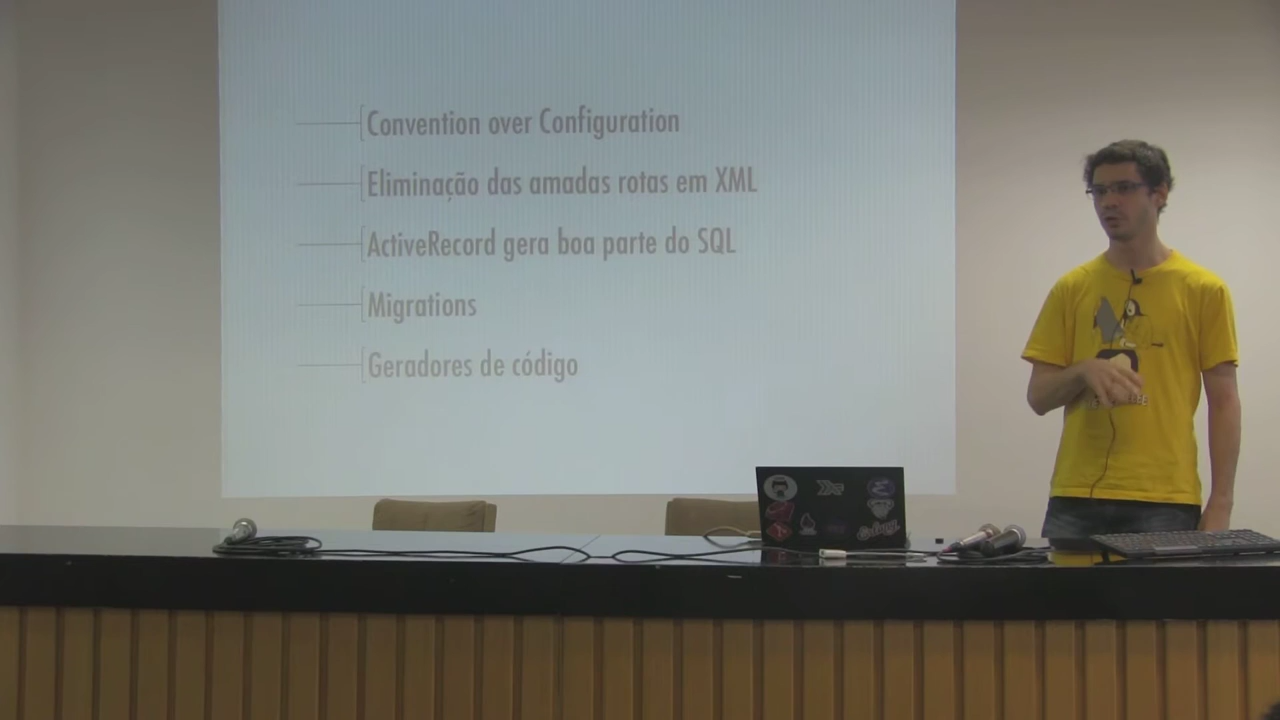 Convention over Configuration
Eliminação das amadas rotas em XML
ActiveRecord gera boa parte do SQL
Migrations
Geradores de código